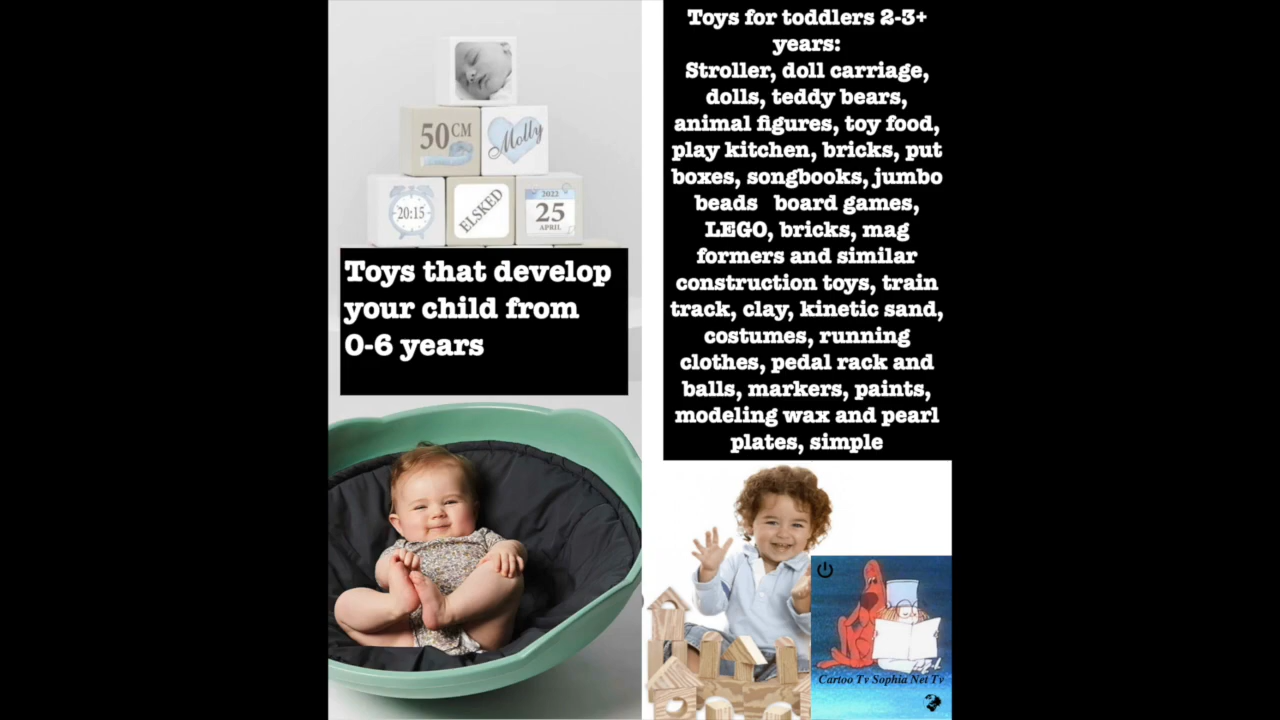 50CM
Molly
20:15
ELSKED
2022
25
APRIL
Toys that develop
your child from
0-6 years
Toys for toddlers 2-3+
years:
Stroller, doll carriage,
dolls, teddy bears,
animal figures, toy food,
play kitchen, bricks, put
boxes, songbooks, jumbo
beads   board games,
LEGO, bricks, mag
formers and similar
construction toys, train
track, clay, kinetic sand,
costumes, running
clothes, pedal rack and
balls, markers, paints,
modeling wax and pearl
plates, simple
Cartoo Tv Sophia Net Tv